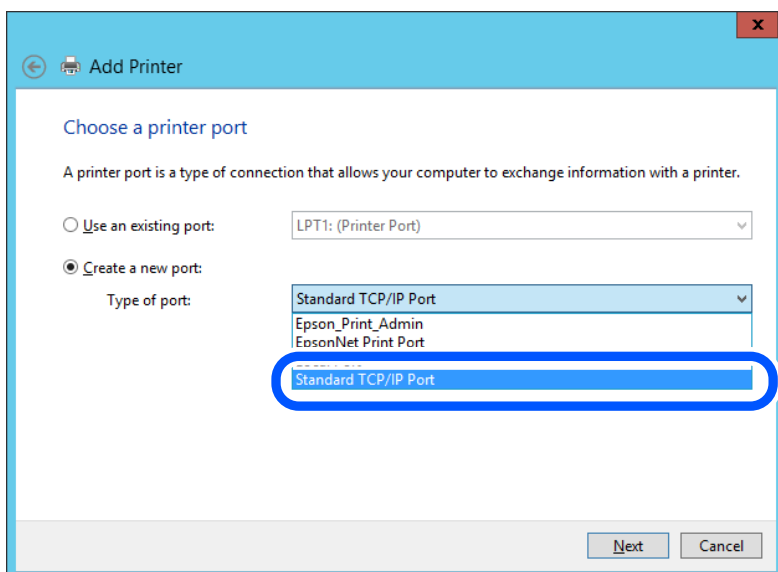 x
Add Printer
Choose a printer port
A printer port is a type of connection that allows your computer to exchange information with a printer.
Use an existing port: LPT1: (Printer Port)
Create a new port:
Type of port: Standard TCP/IP Port
Epson_Print_Admin
EpsonNet Print Port
Standard TCP/IP Port
Next Cancel